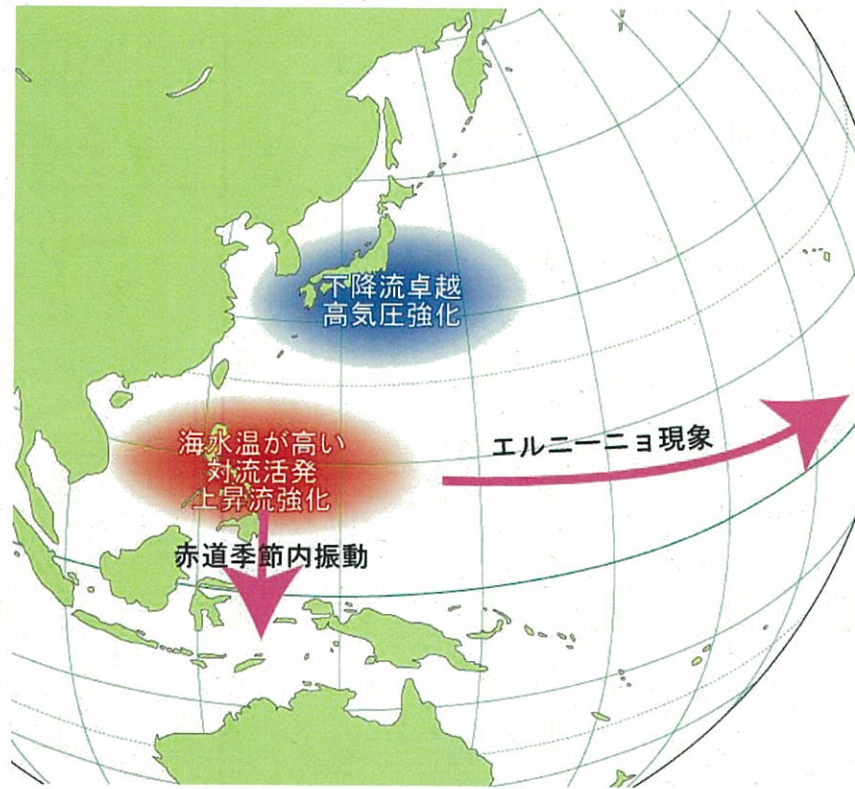 下降流卓越
高気圧強化
海水温が高い
対流活発
上昇流強化
エルニーニョ現象
赤道季節内振動